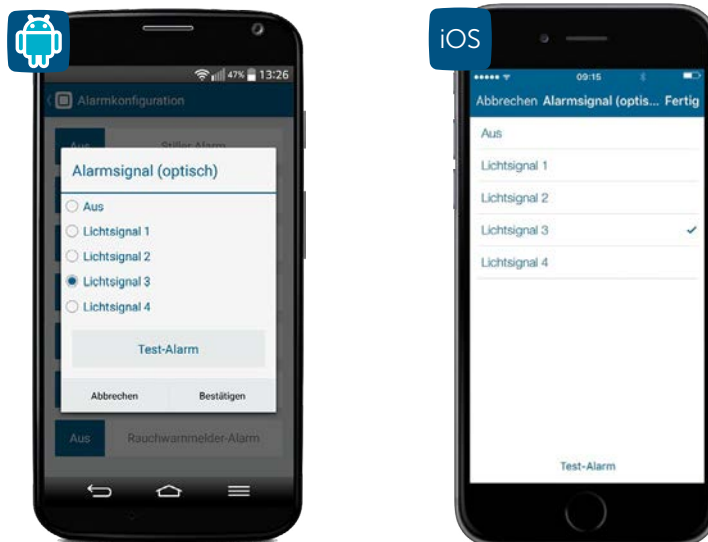 iOS
47% 13:26
Alarmkonfiguration
Aus Stiller Alarm
Alarmsignal (optisch)
Aus
Lichtsignal 1
Lichtsignal 2
Lichtsignal 3
Lichtsignal 4
Test-Alarm
Abbrechen Bestätigen
Aus Rauchwarnmelder-Alarm
09:15
Abbrechen Alarmsignal (optis... Fertig
Aus
Lichtsignal 1
Lichtsignal 2
Lichtsignal 3
Lichtsignal 4
Test-Alarm